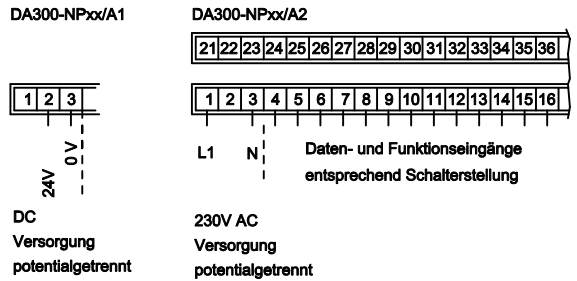 DA300-NPxx/A1
DA300-NPxx/A2
21 22 23 24 25 26 27 28 29 30 31 32 33 34 35 36
1 2 3
1 2 3 4 5 6 7 8 9 10 11 12 13 14 15 16
24V
0 V
L1 N
Daten- und Funktionseingänge
entsprechend Schalterstellung
DC
Versorgung
potentialgetrennt
230V AC
Versorgung
potentialgetrennt